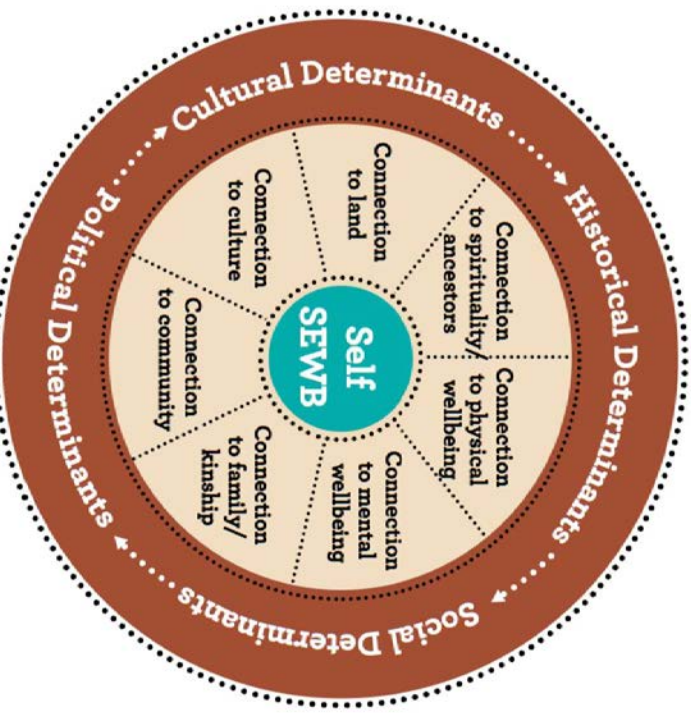 Historical Determinants
Social Determinants
Political Determinants
Cultural Determinants
Connection
to spirituality/
ancestors
Connection
to physical
wellbeing
Connection
to mental
wellbeing
Connection
to family/
kinship
Connection
to community
Connection
to culture
Connection
to land
Self
SEWB